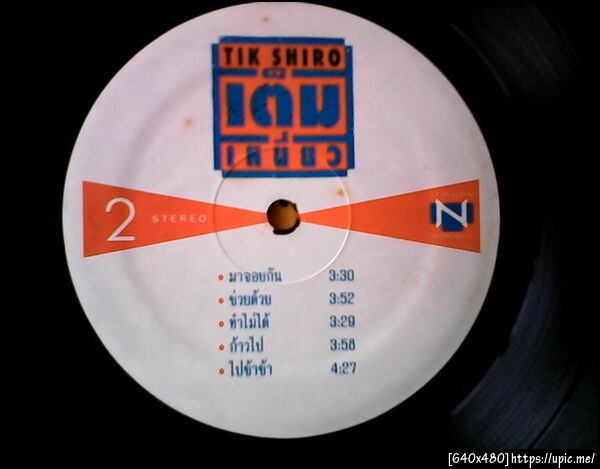 TIK SHIRO
เต็ม
เหนี่ยว
2
STEREO
N
มาจอยกัน 3:30
ช่วยด้วย 3:52
ทำไม่ได้ 3:29
ก้าวไป 3:58
ไปช้าช้า 4:27
[640x480]https://upic.me/